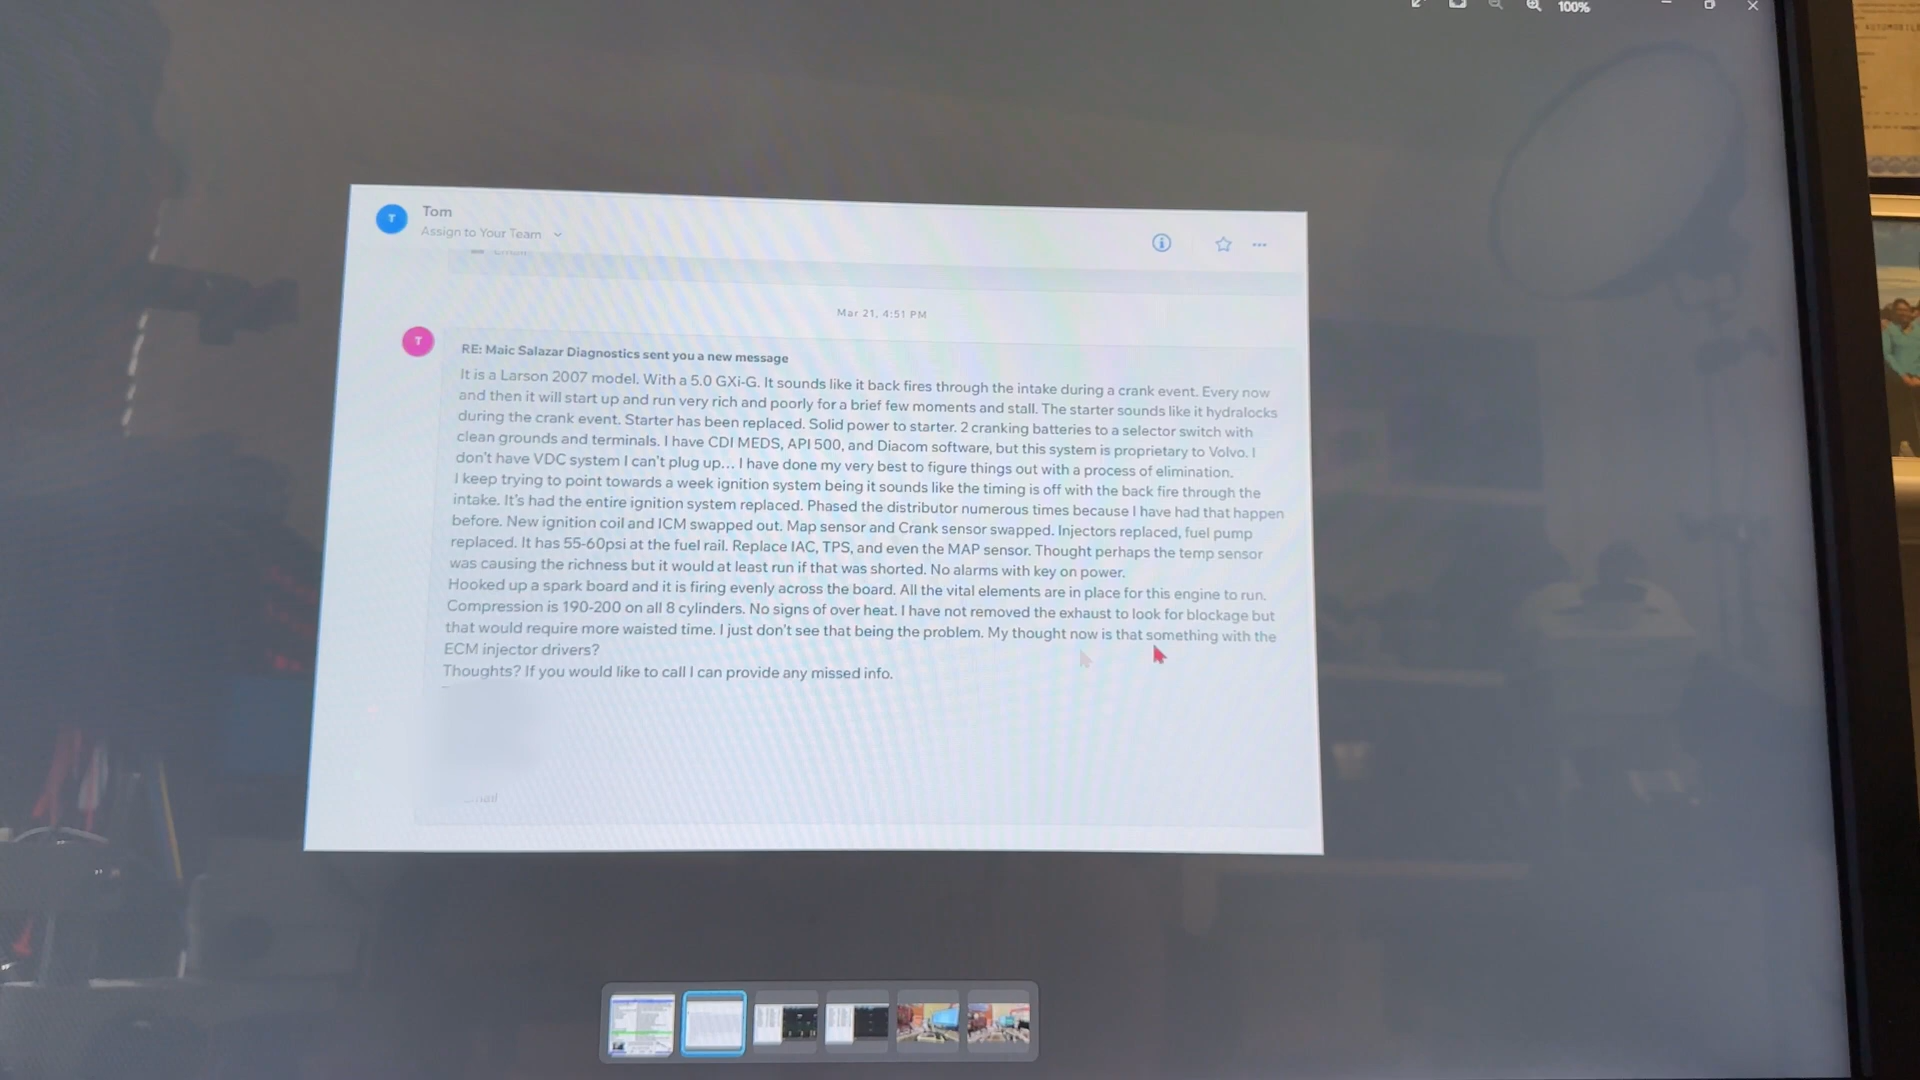 100%
T
Tom
Assign to Your Team
Mar 21, 4:51 PM
T
RE: Maic Salazar Diagnostics sent you a new message
It is a Larson 2007 model. With a 5.0 GXi-G. It sounds like it back fires through the intake during a crank event. Every now
and then it will start up and run very rich and poorly for a brief few moments and stall. The starter sounds like it hydralocks
during the crank event. Starter has been replaced. Solid power to starter. 2 cranking batteries to a selector switch with
clean grounds and terminals. I have CDI MEDS, API 500, and Diacom software, but this system is proprietary to Volvo. I
don't have VDC system I can't plug up... I have done my very best to figure things out with a process of elimination.
I keep trying to point towards a week ignition system being it sounds like the timing is off with the back fire through the
intake. It's had the entire ignition system replaced. Phased the distributor numerous times because I have had that happen
before. New ignition coil and ICM swapped out. Map sensor and Crank sensor swapped. Injectors replaced, fuel pump
replaced. It has 55-60psi at the fuel rail. Replace IAC, TPS, and even the MAP sensor. Thought perhaps the temp sensor
was causing the richness but it would at least run if that was shorted. No alarms with key on power.
Hooked up a spark board and it is firing evenly across the board. All the vital elements are in place for this engine to run.
Compression is 190-200 on all 8 cylinders. No signs of over heat. I have not removed the exhaust to look for blockage but
that would require more waisted time. I just don't see that being the problem. My thought now is that something with the
ECM injector drivers?
Thoughts? If you would like to call I can provide any missed info.